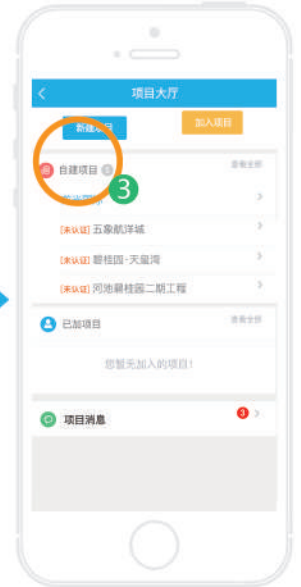 项目大厅
新建项目 加入项目
自建项目 查看全部
3
[未认证] 五象航洋城
[未认证] 碧桂园·天玺湾
[未认证] 河池碧桂园二期工程
已加项目 查看全部
您暂无加入的项目!
项目消息 3